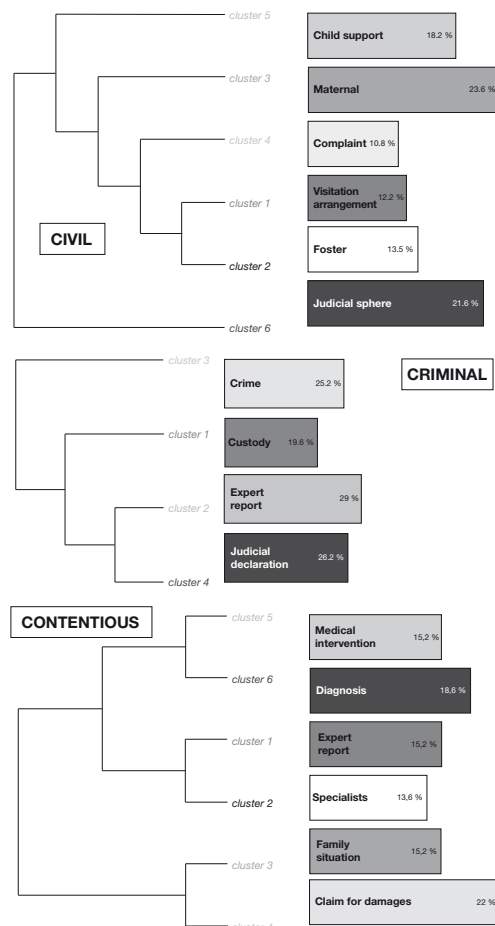 cluster 5
Child support 18.2 %
cluster 3
Maternal 23.6 %
cluster 4
Complaint 10.8 %
cluster 1
Visitation
arrangement 12.2 %
CIVIL
cluster 2
Foster 13.5 %
Judicial sphere 21.6 %
cluster 6
cluster 3
CRIMINAL
Crime 25.2 %
cluster 1
Custody 19.6 %
Expert
report 29 %
cluster 2
Judicial
declaration 26.2 %
cluster 4
CONTENTIOUS
cluster 5
Medical
intervention 15,2 %
cluster 6
Diagnosis 18,6 %
cluster 1
Expert
report 15,2 %
cluster 2
Specialists 13,6 %
Family
situation 15,2 %
cluster 3
Claim for damages 22 %